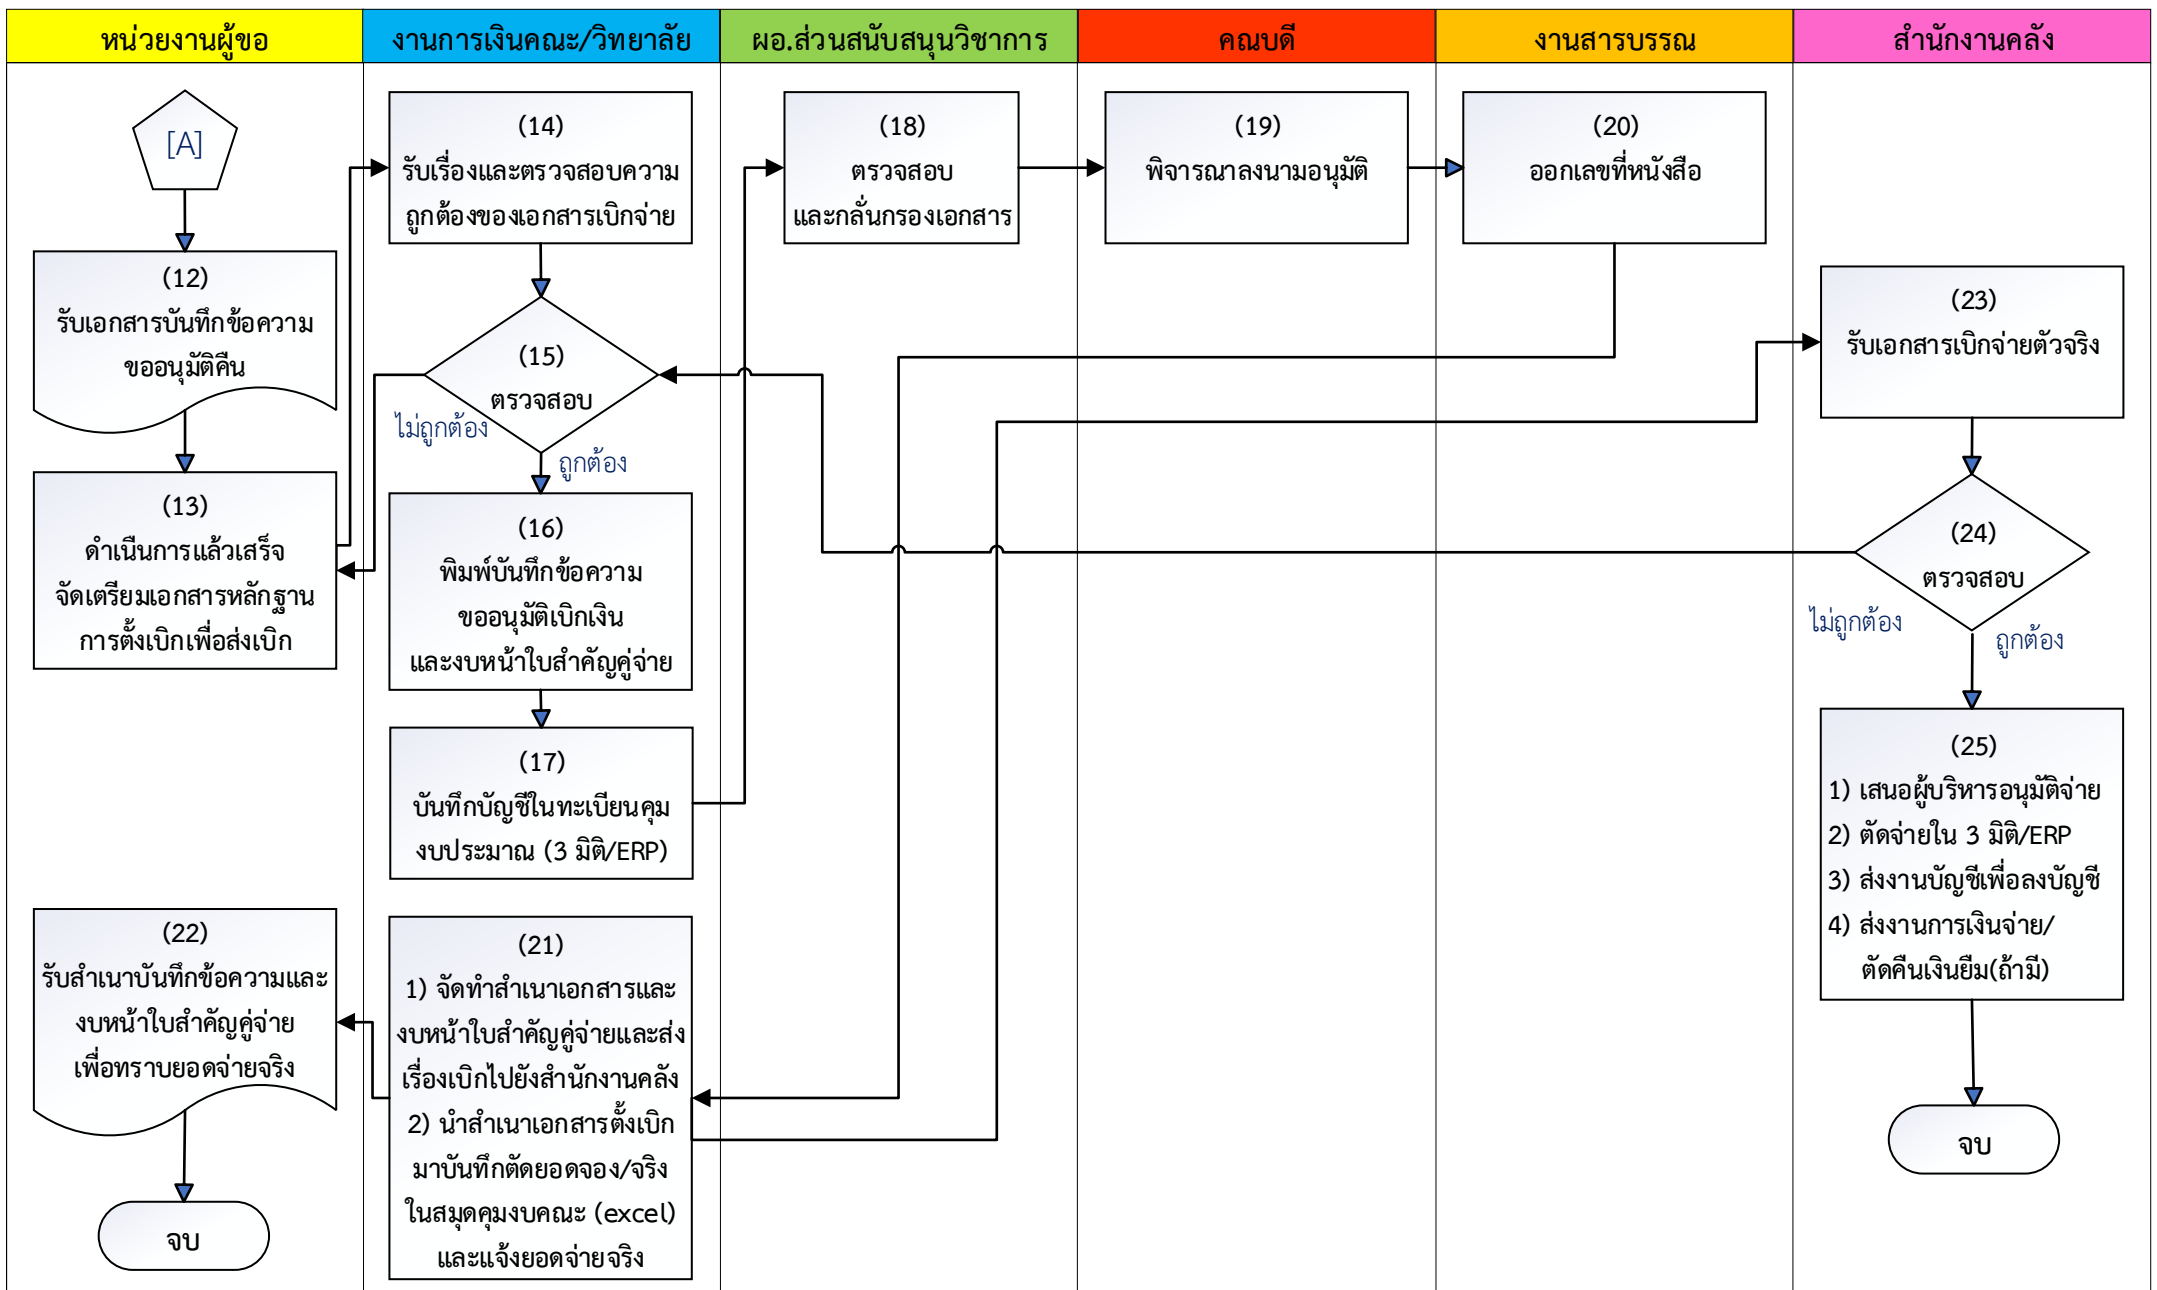 หน่วยงานผู้ขอ
งานการเงินคณะ/วิทยาลัย
ผอ.ส่วนสนับสนุนวิชาการ
คณบดี
งานสารบรรณ
สำนักงานคลัง
[A]
(12)
รับเอกสารบันทึกข้อความ
ขออนุมัติคืน
(13)
ดำเนินการแล้วเสร็จ
จัดเตรียมเอกสารหลักฐาน
การตั้งเบิกเพื่อส่งเบิก
(14)
รับเรื่องและตรวจสอบความ
ถูกต้องของเอกสารเบิกจ่าย
(15)
ตรวจสอบ
ไม่ถูกต้อง
ถูกต้อง
(16)
พิมพ์บันทึกข้อความ
ขออนุมัติเบิกเงิน
และงบหน้าใบสำคัญคู่จ่าย
(17)
บันทึกบัญชีในทะเบียนคุม
งบประมาณ (3 มิติ/ERP)
(18)
ตรวจสอบ
และกลั่นกรองเอกสาร
(19)
พิจารณาลงนามอนุมัติ
(20)
ออกเลขที่หนังสือ
(21)
1) จัดทำสำเนาเอกสารและ
งบหน้าใบสำคัญคู่จ่ายและส่ง
เรื่องเบิกไปยังสำนักงานคลัง
2) นำสำเนาเอกสารตั้งเบิก
มาบันทึกตัดยอดจอง/จริง
ในสมุดคุมงบคณะ (excel)
และแจ้งยอดจ่ายจริง
(22)
รับสำเนาบันทึกข้อความและ
งบหน้าใบสำคัญคู่จ่าย
เพื่อทราบยอดจ่ายจริง
จบ
(23)
รับเอกสารเบิกจ่ายตัวจริง
(24)
ตรวจสอบ
ไม่ถูกต้อง
ถูกต้อง
(25)
1) เสนอผู้บริหารอนุมัติจ่าย
2) ตัดจ่ายใน 3 มิติ/ERP
3) ส่งงานบัญชีเพื่อลงบัญชี
4) ส่งงานการเงินจ่าย/
ตัดคืนเงินยืม(ถ้ามี)
จบ